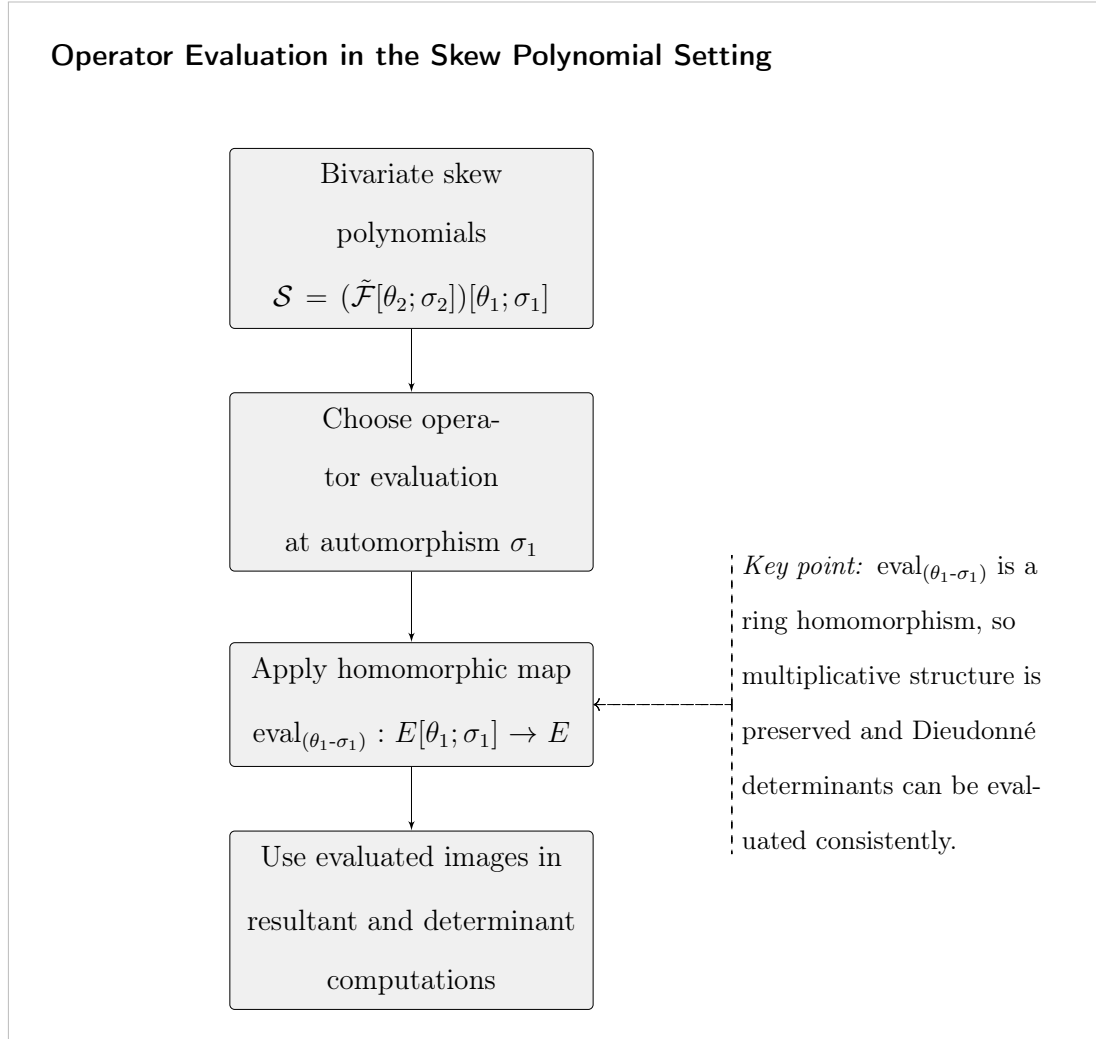 Operator Evaluation in the Skew Polynomial Setting
Bivariate skew
polynomials
𝒮 = (ℱ̃[θ₂; σ₂])[θ₁; σ₁]
Choose opera-
tor evaluation
at automorphism σ₁
Apply homomorphic map
eval₍θ₁-σ₁₎ : E[θ₁; σ₁] → E
Use evaluated images in
resultant and determinant
computations
Key point: eval₍θ₁-σ₁₎ is a
ring homomorphism, so
multiplicative structure is
preserved and Dieudonné
determinants can be eval-
uated consistently.